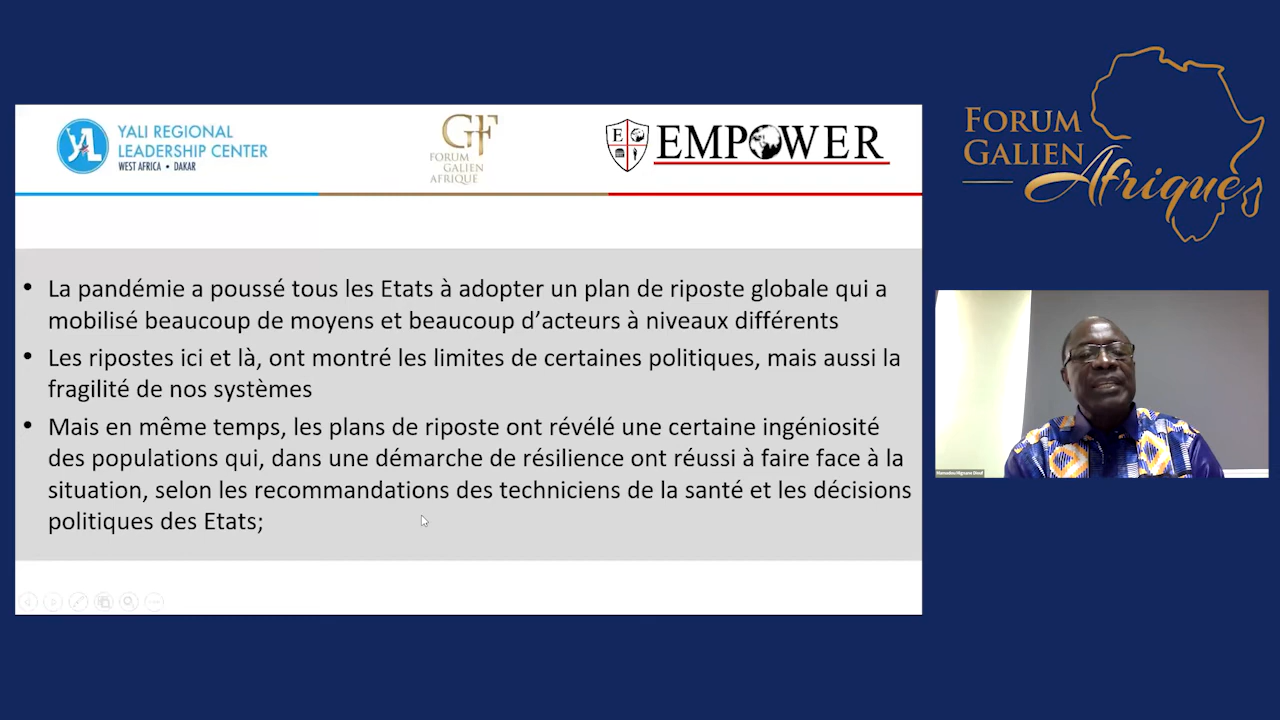 YALI REGIONAL
LEADERSHIP CENTER
WEST AFRICA • DAKAR
GF
FORUM
GALIEN
AFRIQUE
E
EMPOWER
FORUM
GALIEN
Afrique
• La pandémie a poussé tous les Etats à adopter un plan de riposte globale qui a
mobilisé beaucoup de moyens et beaucoup d’acteurs à niveaux différents
• Les ripostes ici et là, ont montré les limites de certaines politiques, mais aussi la
fragilité de nos systèmes
• Mais en même temps, les plans de riposte ont révélé une certaine ingéniosité
des populations qui, dans une démarche de résilience ont réussi à faire face à la
situation, selon les recommandations des techniciens de la santé et les décisions
politiques des Etats;